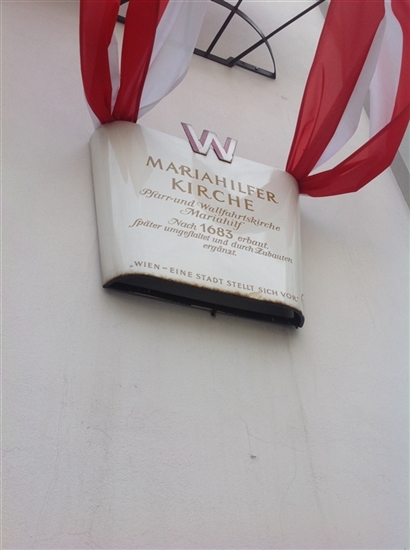 W
MARIAHILFER
KIRCHE
Pfarr-und Wallfahrtskirche
Mariahilf
Nach 1683 erbaut,
später umgestaltet und durch Zubauten
ergänzt.
„WIEN – EINE STADT STELLT SICH VOR"